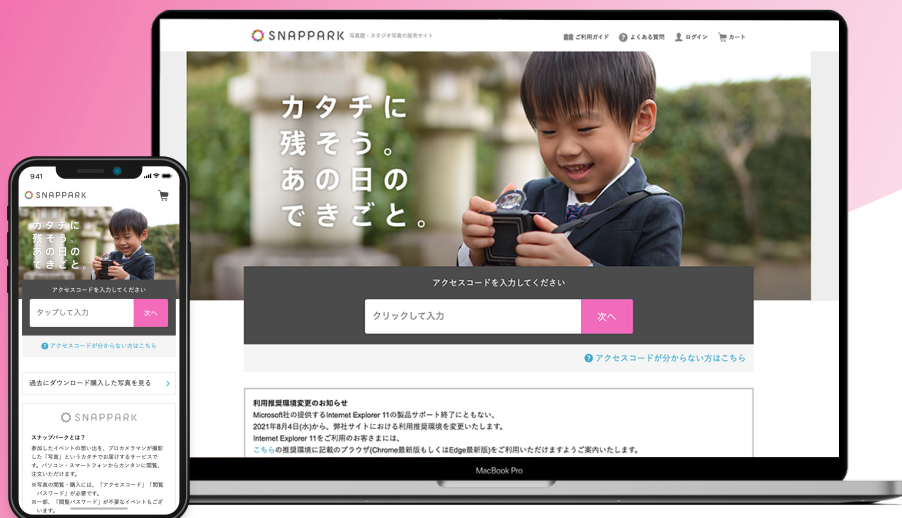 SNAPPARK 写真館・スタジオ写真の販売サイト
ご利用ガイド よくある質問 ログイン カート
カタチに
残そう。
あの日の
できごと。
アクセスコードを入力してください
クリックして入力 次へ
アクセスコードが分からない方はこちら
利用推奨環境変更のお知らせ
Microsoft社の提供するInternet Explorer 11の製品サポート終了にともない、
2021年8月4日(水)から、弊社サイトにおける利用推奨環境を変更いたします。
Internet Explorer 11をご利用のお客さまには、
こちらの推奨環境に記載のブラウザ(Chrome最新版もしくはEdge最新版)をご利用いただけますようご案内いたします。
MacBook Pro
9:41
SNAPPARK
カタチに
残そう。
あの日の
できごと。
アクセスコードを入力してください
タップして入力 次へ
アクセスコードが分からない方はこちら
過去にダウンロード購入した写真を見る
SNAPPARK
スナップパークとは？
参加したイベントの想い出を、プロカメラマンが撮影
した「写真」というカタチでお届けするサービスで
す。パソコン・スマートフォンからカンタンに閲覧、
注文いただけます。
※写真の閲覧・購入には、「アクセスコード」「閲覧
パスワード」が必要です。
※一部、「閲覧パスワード」が不要なイベントもござ
います。